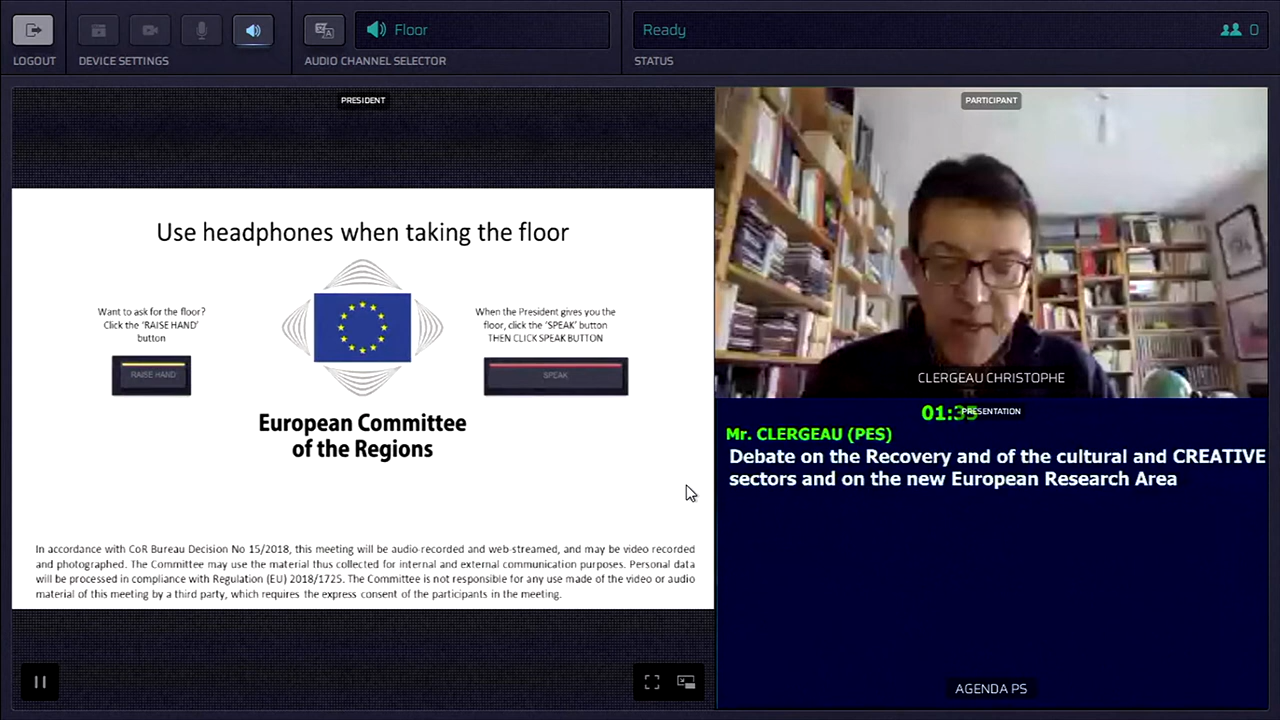 Floor
Ready
0
LOGOUT
DEVICE SETTINGS
AUDIO CHANNEL SELECTOR
STATUS
PRESIDENT
Use headphones when taking the floor
Want to ask for the floor?
Click the 'RAISE HAND'
button
RAISE HAND
When the President gives you the
floor, click the 'SPEAK' button
THEN CLICK SPEAK BUTTON
SPEAK
European Committee
of the Regions
In accordance with CoR Bureau Decision No 15/2018, this meeting will be audio recorded and web-streamed, and may be video recorded
and photographed. The Committee may use the material thus collected for internal and external communication purposes. Personal data
will be processed in compliance with Regulation (EU) 2018/1725. The Committee is not responsible for any use made of the video or audio
material of this meeting by a third party, which requires the express consent of the participants in the meeting.
PARTICIPANT
CLERGEAU CHRISTOPHE
PRESENTATION
Mr. CLERGEAU (PES)
Debate on the Recovery and of the cultural and CREATIVE
sectors and on the new European Research Area
AGENDA PS